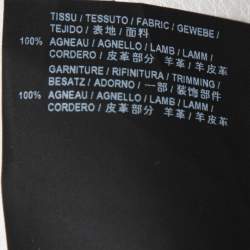 TISSU / TESSUTO / FABRIC / GEWEBE /
TEJIDO / 表地 / 面料
100% AGNEAU / AGNELLO / LAMB / LAMM /
CORDERO / 皮革部分 羊革 / 羊皮革
GARNITURE / RIFINITURA / TRIMMING /
BESATZ / ADORNO / 一部 / 装饰部件
100% AGNEAU / AGNELLO / LAMB / LAMM /
CORDERO / 皮革部分 羊革 / 羊皮革